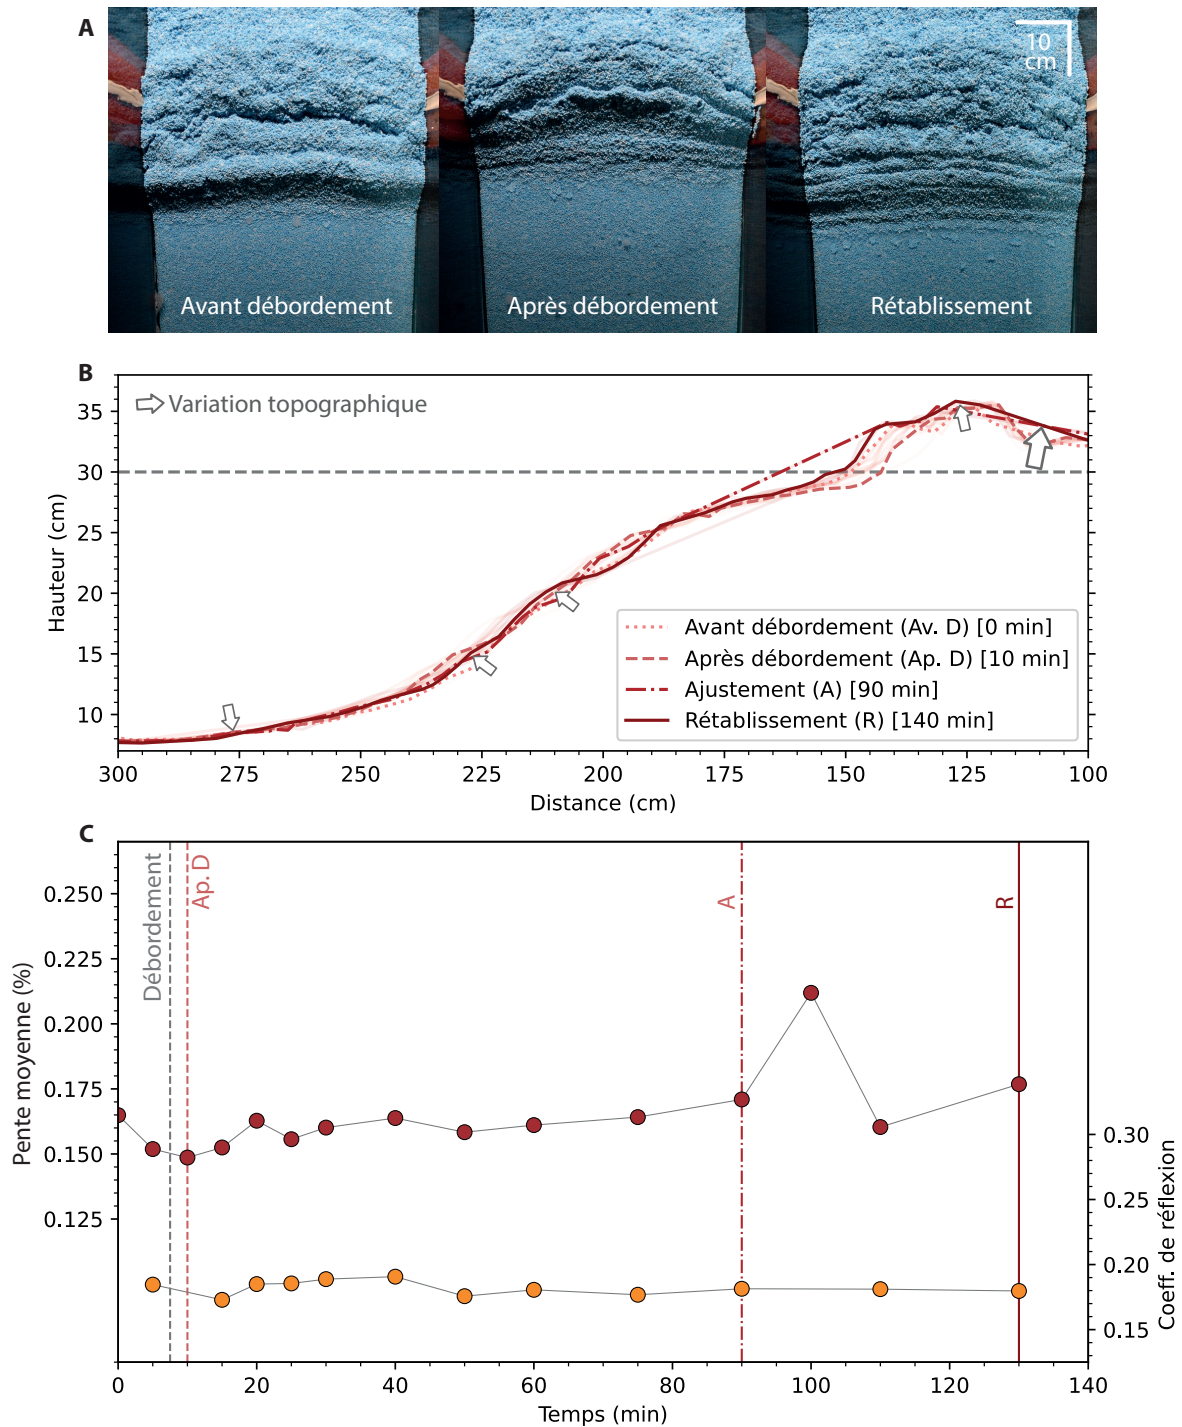 A
10
cm
Avant débordement
Après débordement
Rétablissement
B
Variation topographique
35
30
25
20
15
10
Hauteur (cm)
Avant débordement (Av. D) [0 min]
Après débordement (Ap. D) [10 min]
Ajustement (A) [90 min]
Rétablissement (R) [140 min]
300
275
250
225
200
175
150
125
100
Distance (cm)
C
Débordement
Ap. D
A
R
0.250
0.225
0.200
0.175
0.150
0.125
Pente moyenne (%)
0.30
0.25
0.20
0.15
Coeff. de réflexion
0
20
40
60
80
100
120
140
Temps (min)